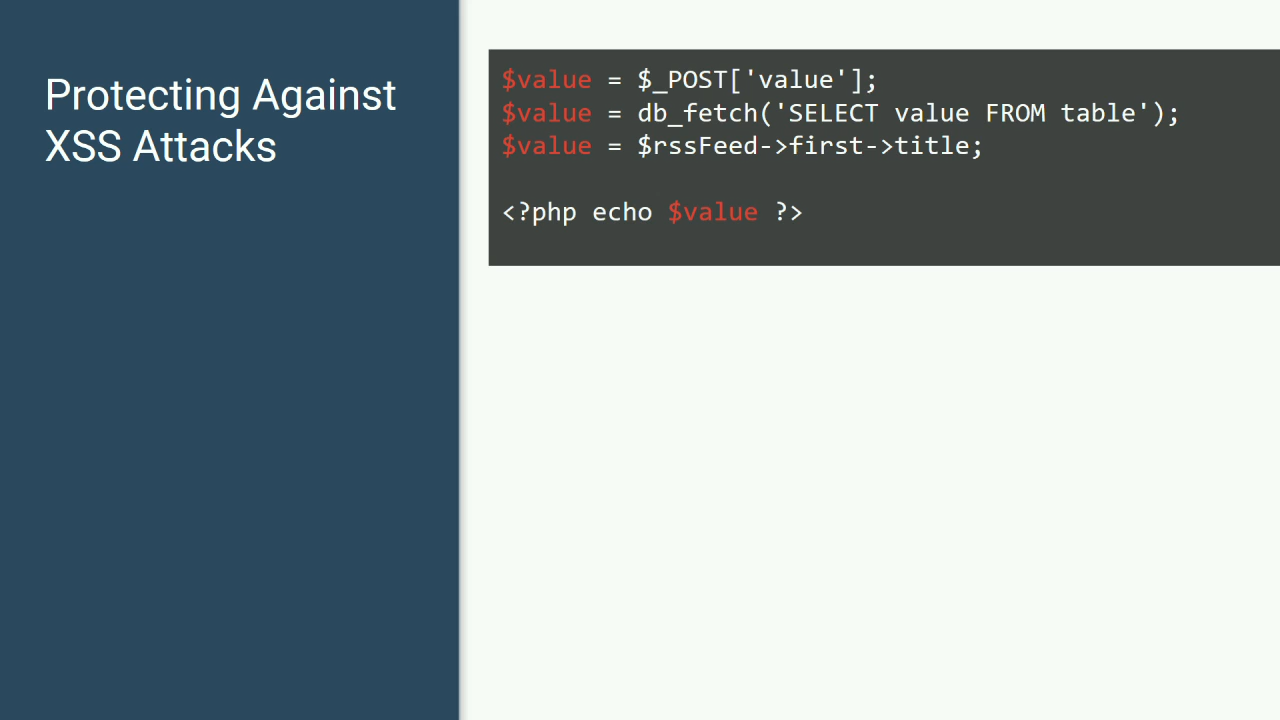 Protecting Against
XSS Attacks
$value = $_POST['value'];
$value = db_fetch('SELECT value FROM table');
$value = $rssFeed->first->title;
<?php echo $value ?>